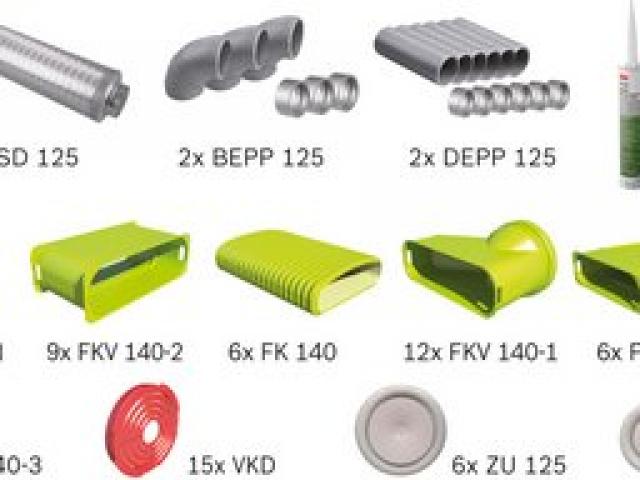 SD 125
2x BEPP 125
2x DEPP 125
9x FKV 140-2
6x FK 140
12x FKV 140-1
6x F
40-3
15x VKD
6x ZU 125